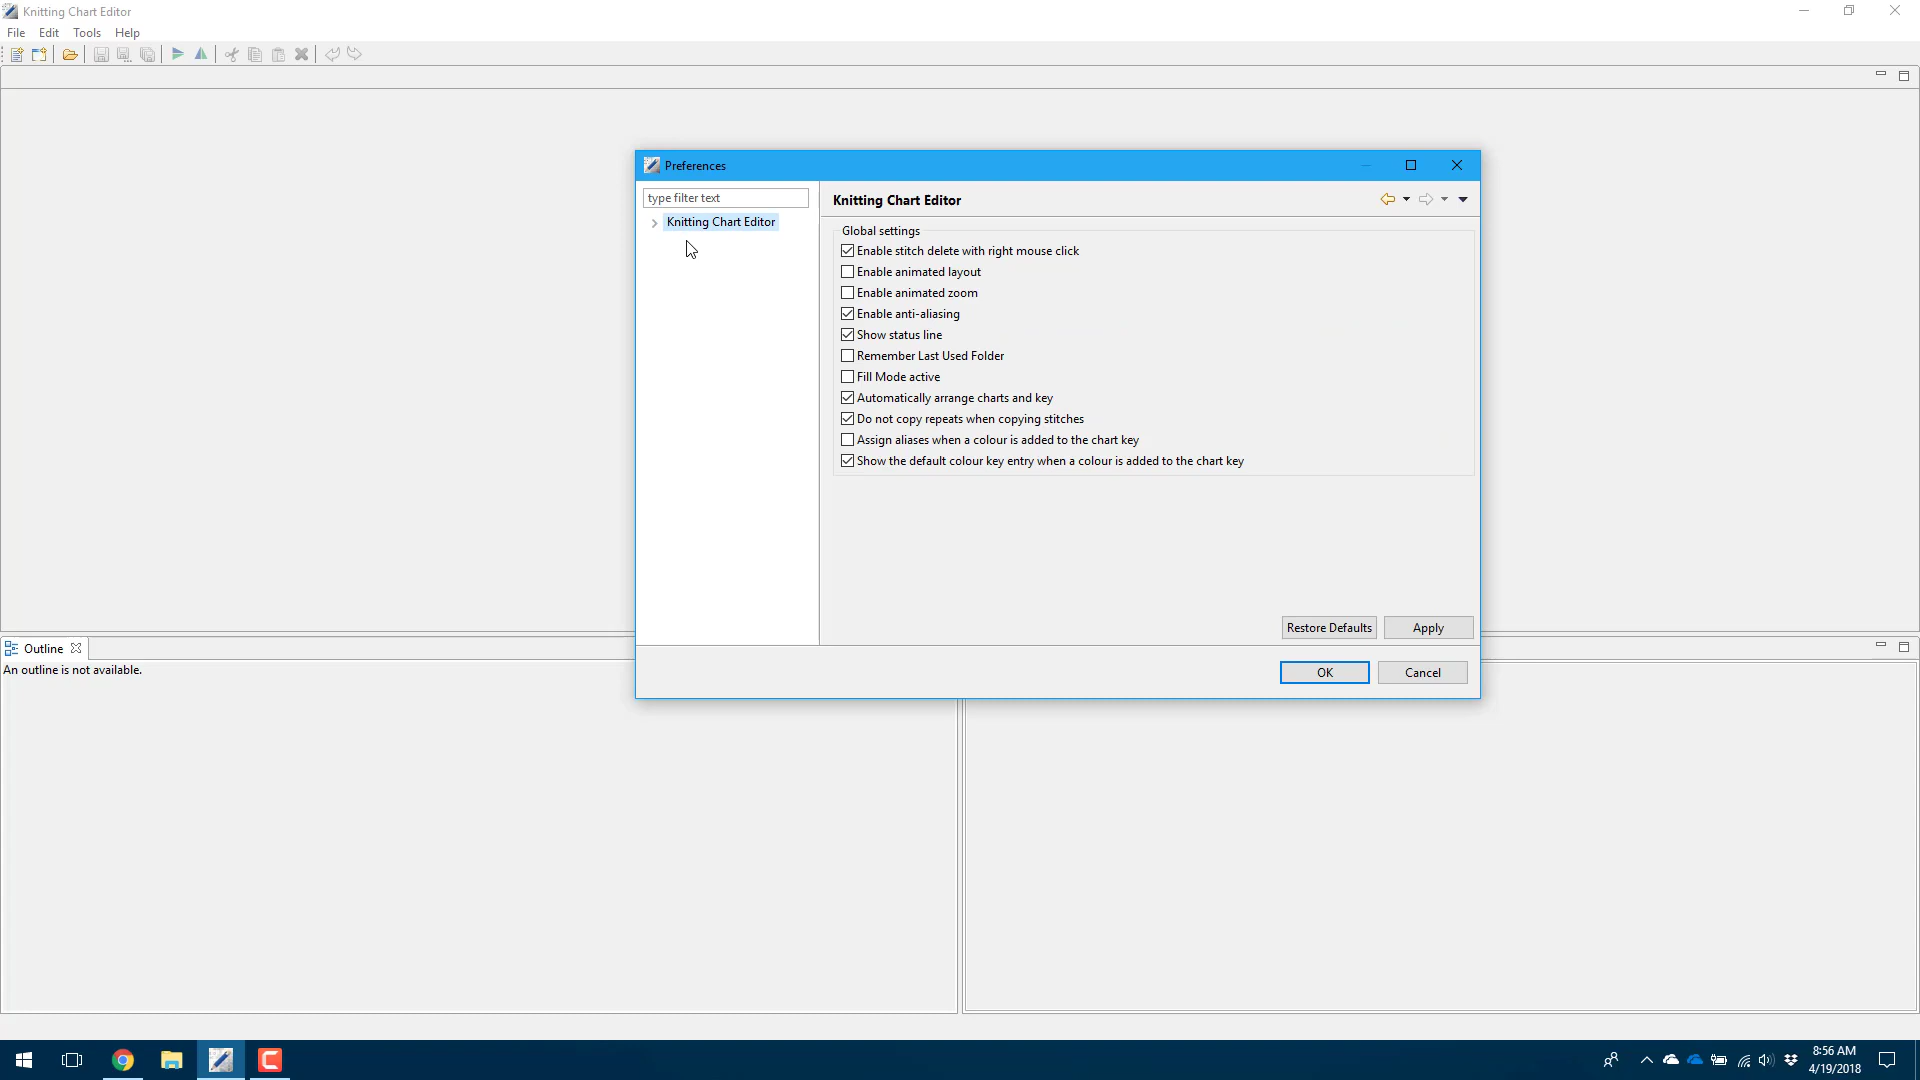 Knitting Chart Editor
File Edit Tools Help
Preferences
type filter text
Knitting Chart Editor
Knitting Chart Editor
Global settings
Enable stitch delete with right mouse click
Enable animated layout
Enable animated zoom
Enable anti-aliasing
Show status line
Remember Last Used Folder
Fill Mode active
Automatically arrange charts and key
Do not copy repeats when copying stitches
Assign aliases when a colour is added to the chart key
Show the default colour key entry when a colour is added to the chart key
Restore Defaults Apply
OK Cancel
Outline
An outline is not available.
8:56 AM
4/19/2018